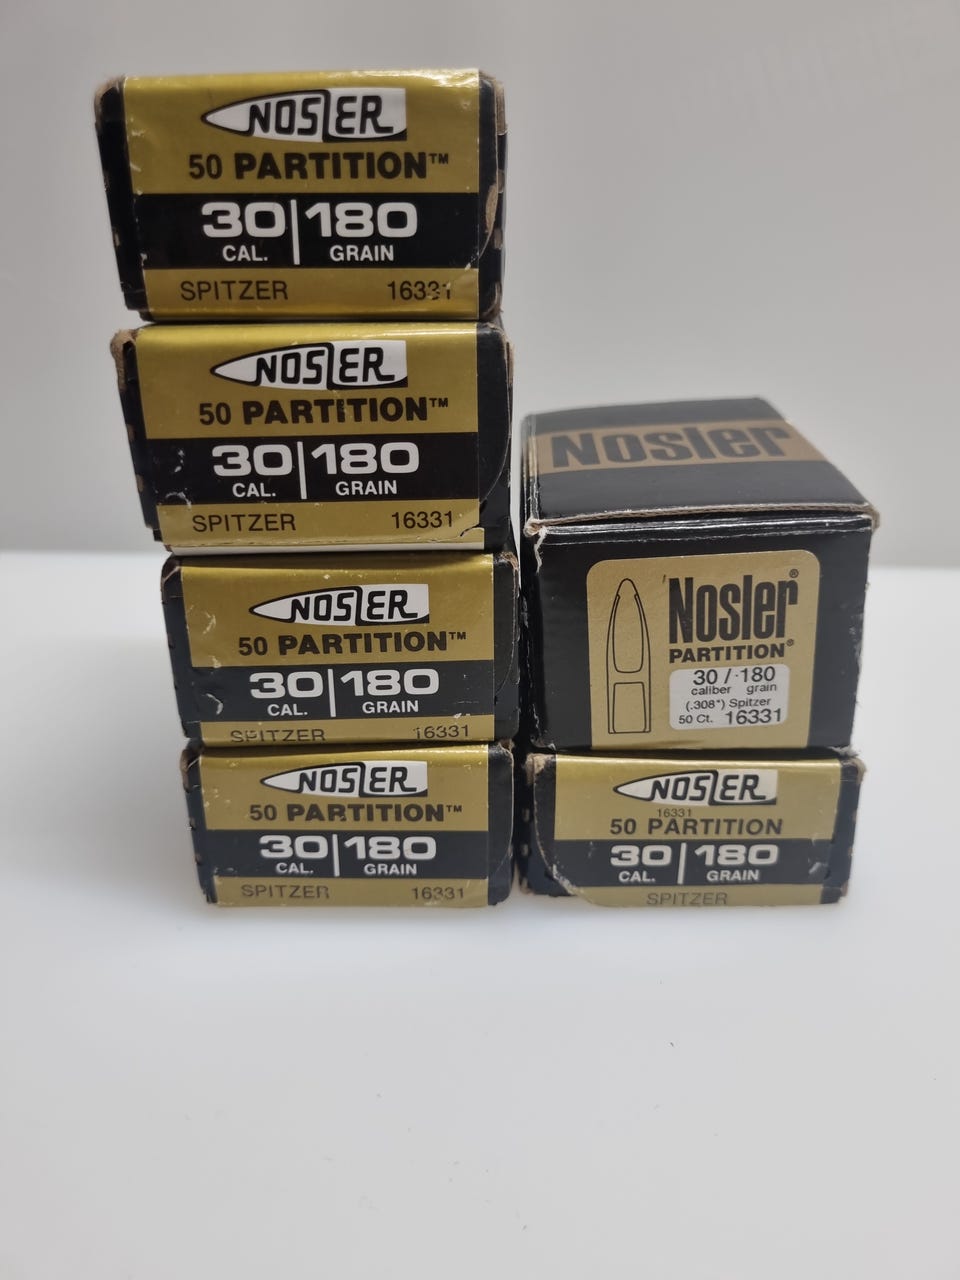 NOSLER
50 PARTITION™
30|180
CAL. GRAIN
SPITZER 16331
NOSLER
50 PARTITION™
30|180
CAL. GRAIN
SPITZER 16331
NOSLER
50 PARTITION™
30|180
CAL. GRAIN
SPITZER 16331
NOSLER
50 PARTITION™
30|180
CAL. GRAIN
SPITZER 16331
Nosler
Nosler®
PARTITION®
30 / 180
caliber grain
(.308") Spitzer
50 Ct. 16331
NOSLER
16331
50 PARTITION
30|180
CAL. GRAIN
SPITZER